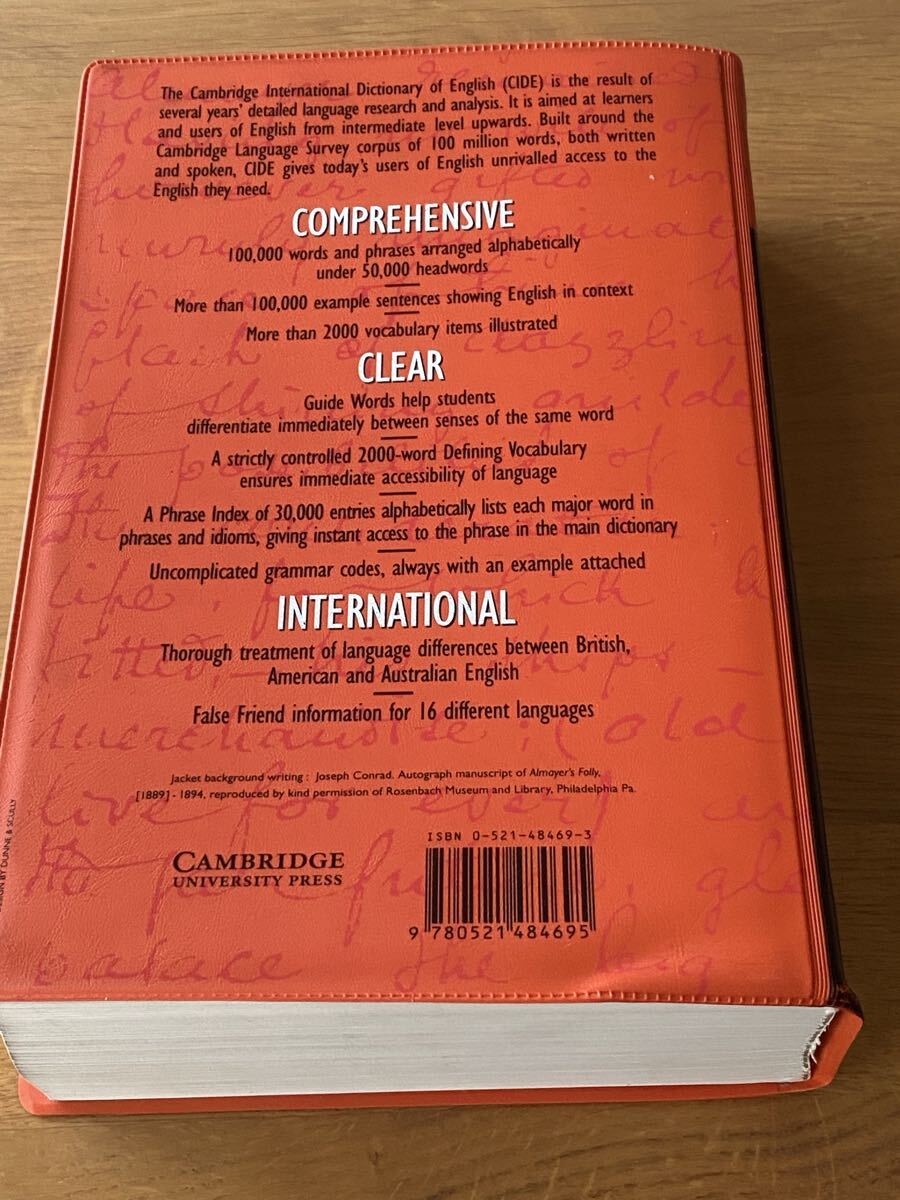 The Cambridge International Dictionary of English (CIDE) is the result of
several years' detailed language research and analysis. It is aimed at learners
and users of English from intermediate level upwards. Built around the
Cambridge Language Survey corpus of 100 million words, both written
and spoken, CIDE gives today's users of English unrivalled access to the
English they need.
COMPREHENSIVE
100,000 words and phrases arranged alphabetically
under 50,000 headwords
More than 100,000 example sentences showing English in context
More than 2000 vocabulary items illustrated
CLEAR
Guide Words help students
differentiate immediately between senses of the same word
A strictly controlled 2000-word Defining Vocabulary
ensures immediate accessibility of language
A Phrase Index of 30,000 entries alphabetically lists each major word in
phrases and idioms, giving instant access to the phrase in the main dictionary
Uncomplicated grammar codes, always with an example attached
INTERNATIONAL
Thorough treatment of language differences between British,
American and Australian English
False Friend information for 16 different languages
Jacket background writing : Joseph Conrad. Autograph manuscript of Almayer's Folly,
[1889] - 1894, reproduced by kind permission of Rosenbach Museum and Library, Philadelphia Pa.
BY DUNNE & SCULLY
CAMBRIDGE
UNIVERSITY PRESS
ISBN 0-521-48469-3
9 780521 484695